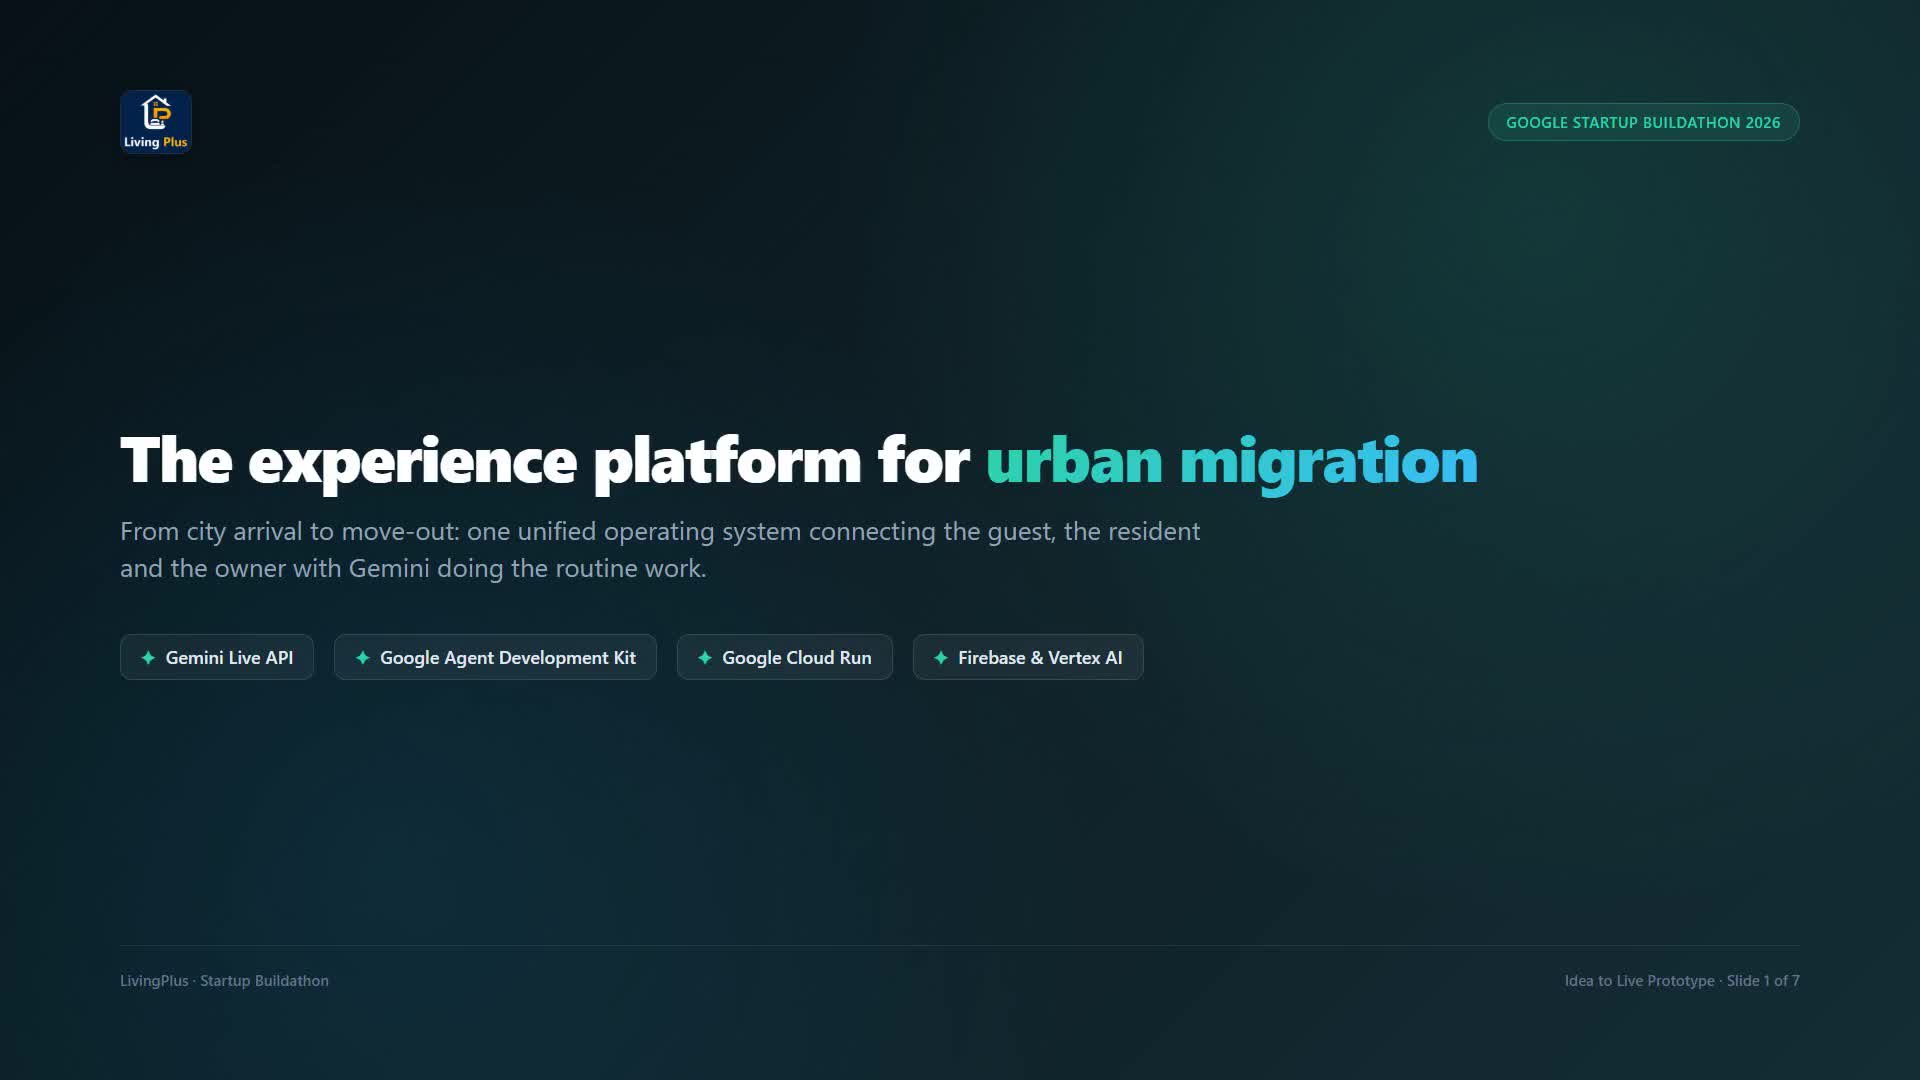 Living Plus
GOOGLE STARTUP BUILDATHON 2026
The experience platform for urban migration
From city arrival to move-out: one unified operating system connecting the guest, the resident
and the owner with Gemini doing the routine work.
Gemini Live API
Google Agent Development Kit
Google Cloud Run
Firebase & Vertex AI
LivingPlus · Startup Buildathon
Idea to Live Prototype · Slide 1 of 7